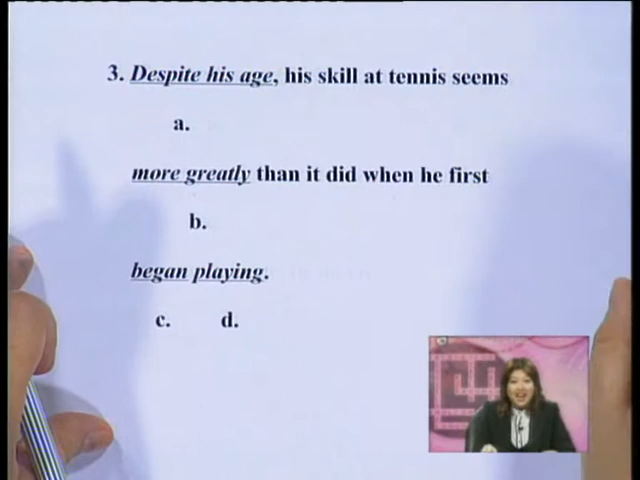 3. Despite his age, his skill at tennis seems
a.
more greatly than it did when he first
b.
began playing.
c. d.